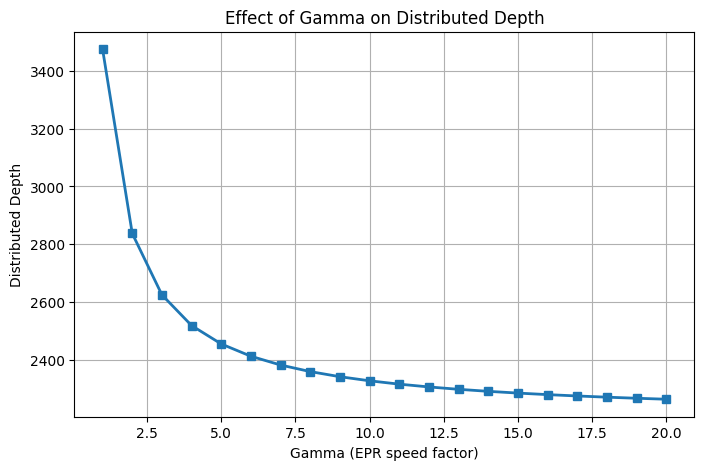 Effect of Gamma on Distributed Depth
3400
3200
3000
2800
2600
2400
Distributed Depth
2.5 5.0 7.5 10.0 12.5 15.0 17.5 20.0
Gamma (EPR speed factor)